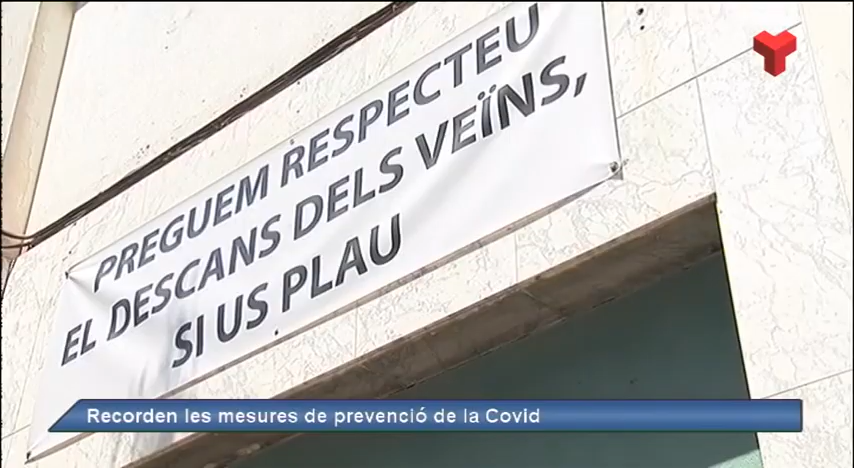 PREGUEM RESPECTEU
EL DESCANS DELS VEÏNS,
SI US PLAU
Recorden les mesures de prevenció de la Covid